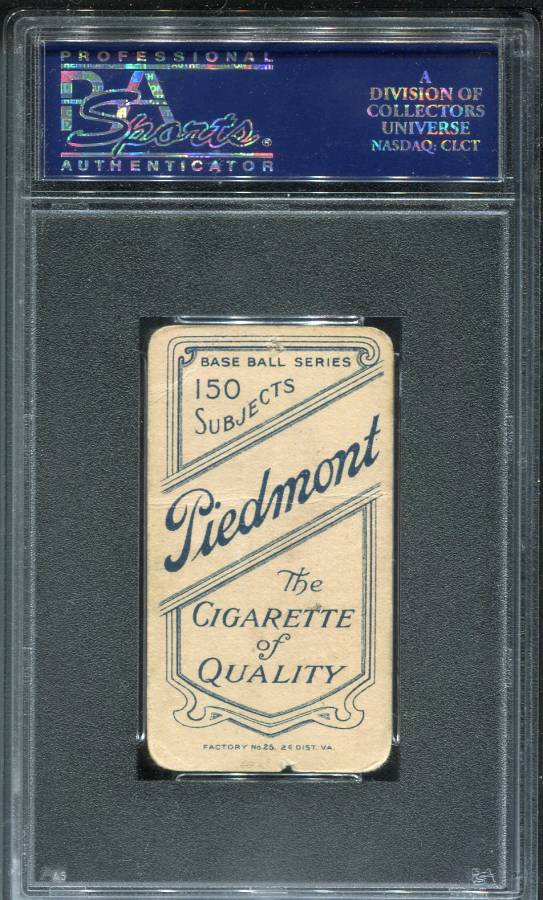 PROFESSIONAL
PSA
Sports®
AUTHENTICATOR
A
DIVISION OF
COLLECTORS
UNIVERSE
NASDAQ: CLCT
BASE BALL SERIES
150
SUBJECTS
Piedmont
The
CIGARETTE
of
QUALITY
FACTORY No. 25, 2d DIST. VA.
PSA